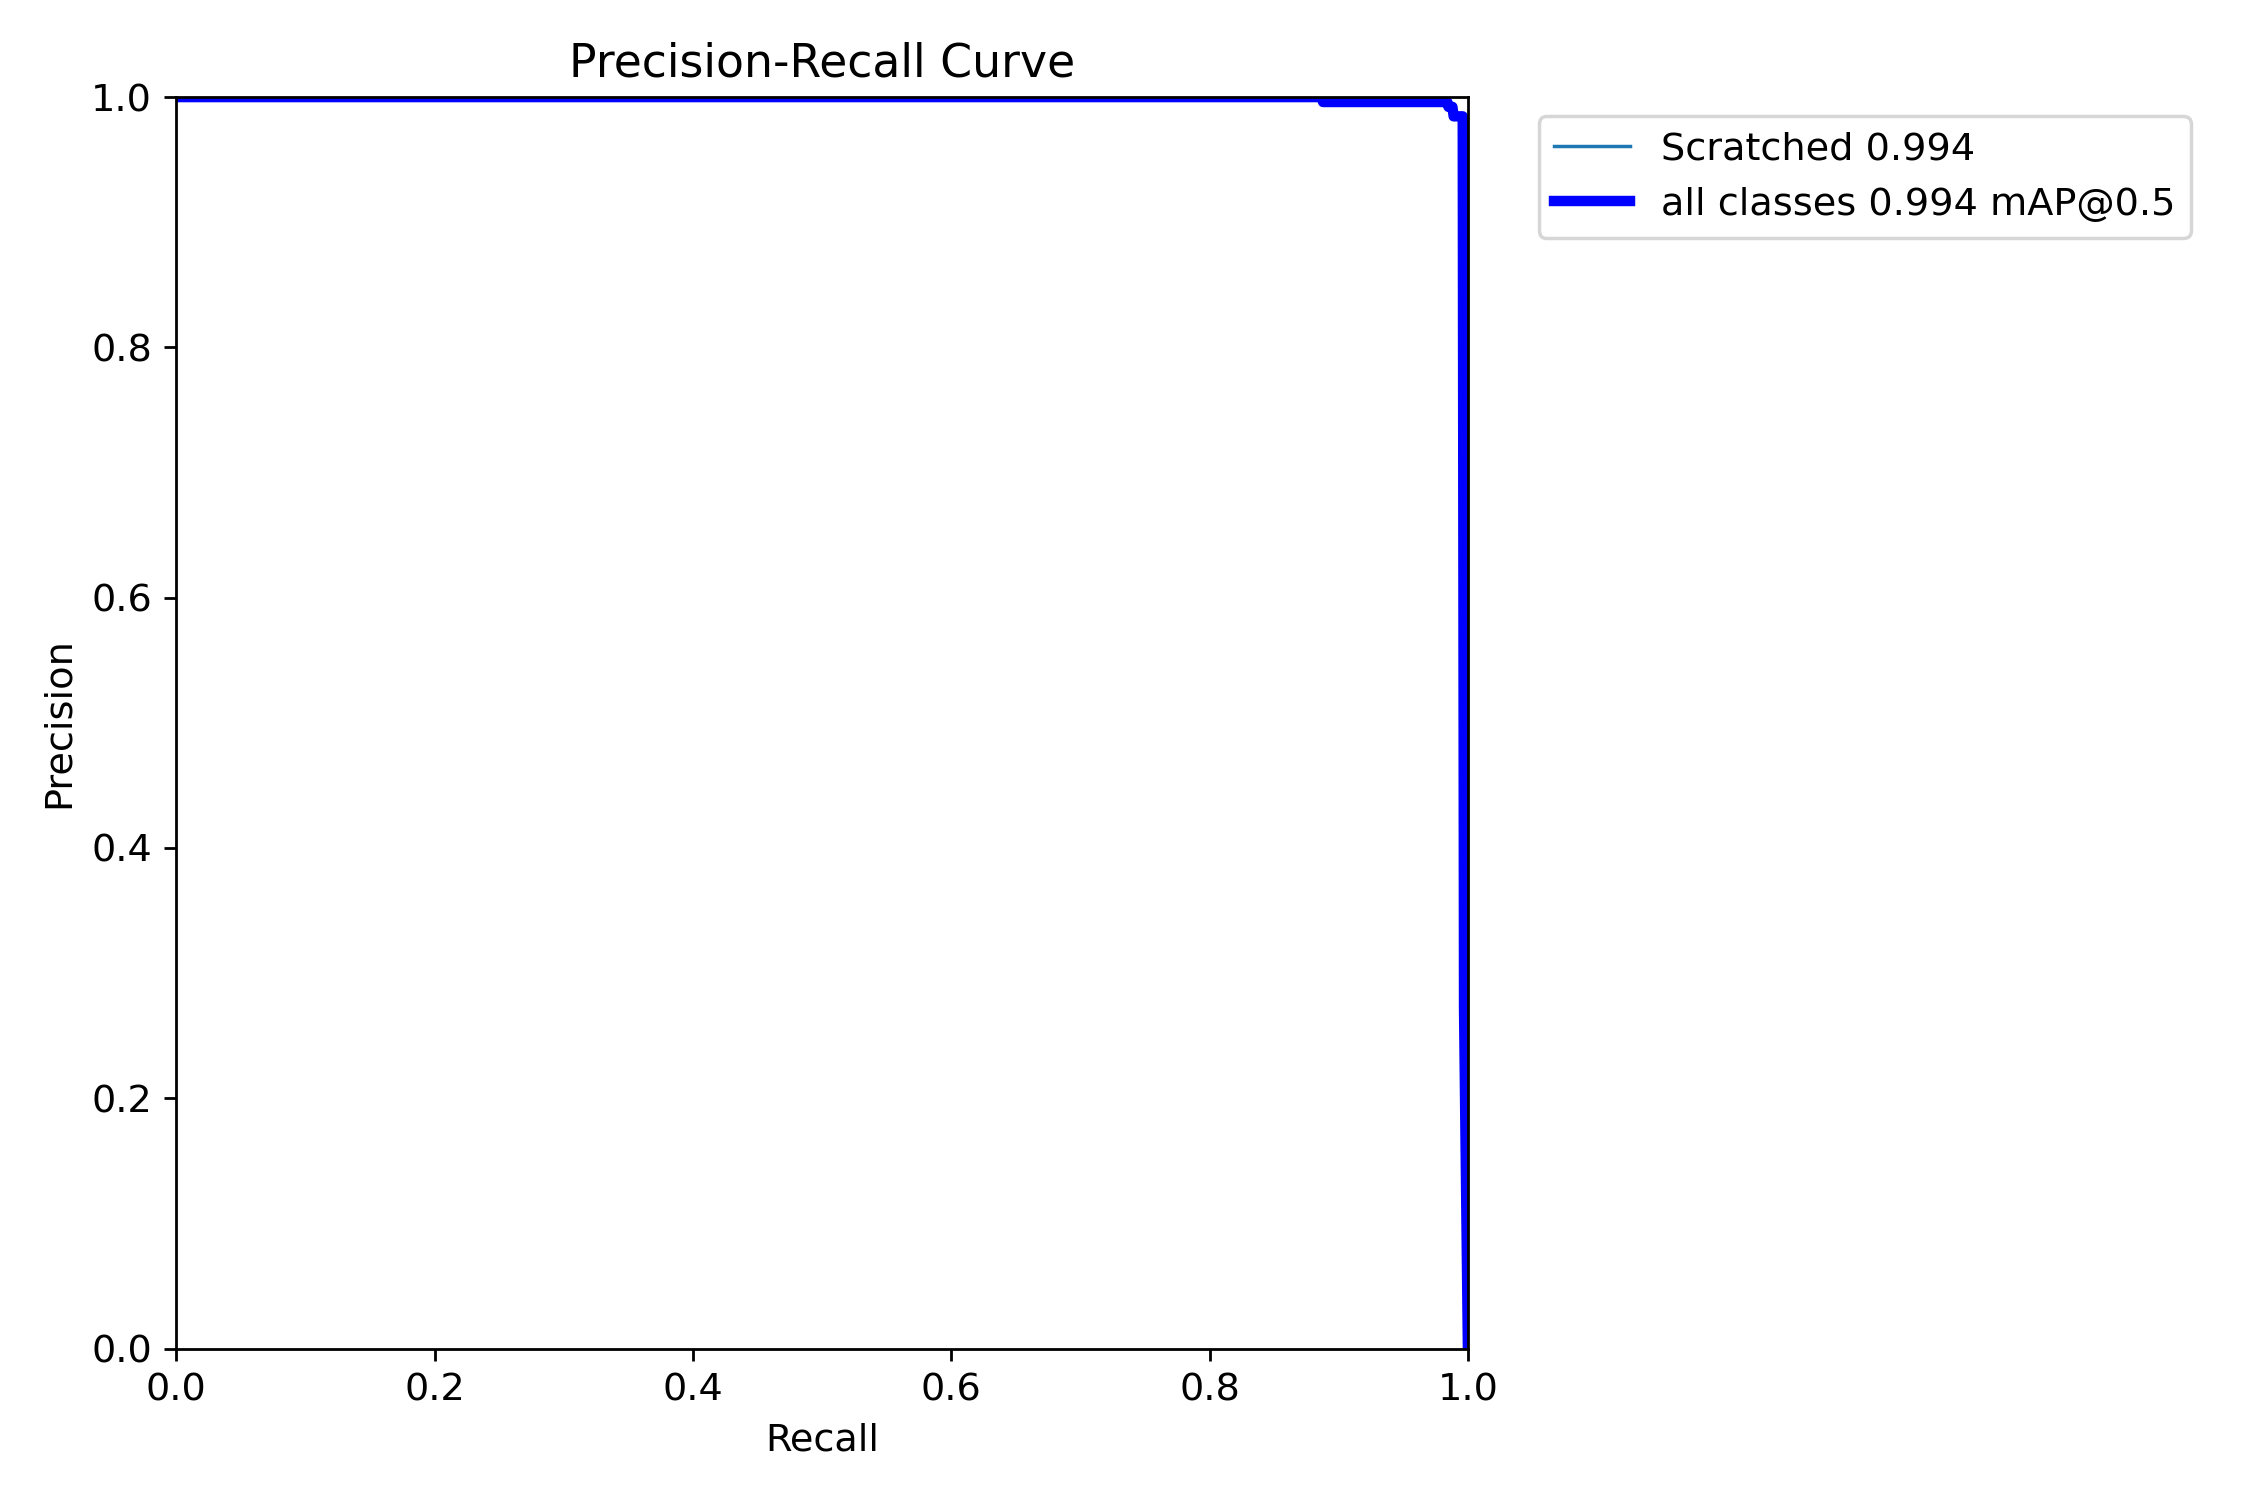 Precision-Recall Curve
1.0
0.8
0.6
0.4
0.2
0.0
Precision
0.0 0.2 0.4 0.6 0.8 1.0
Recall
Scratched 0.994
all classes 0.994 mAP@0.5